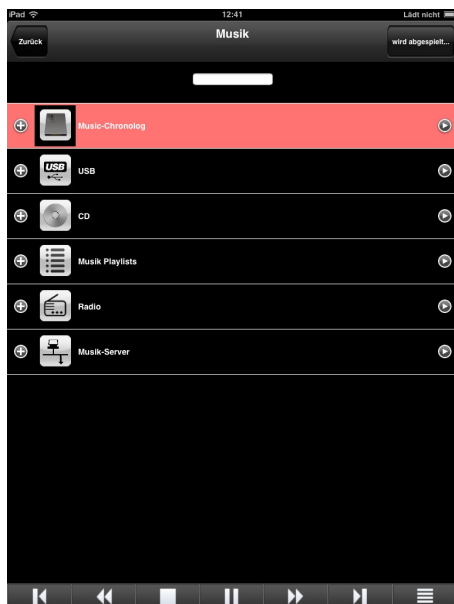 iPad 12:41 Lädt nicht
Zurück Musik wird abgespielt...
Music-Chronolog
USB USB
CD
Musik Playlists
Radio
Musik-Server